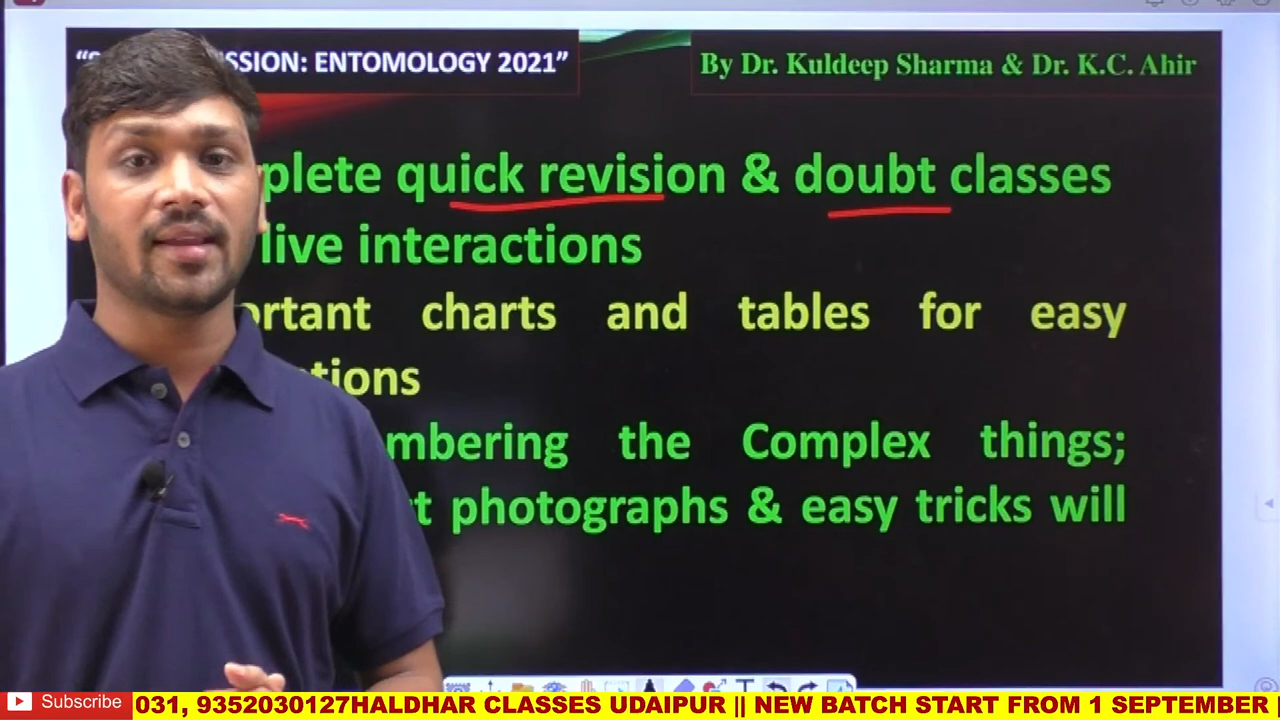 SSION: ENTOMOLOGY 2021”
By Dr. Kuldeep Sharma & Dr. K.C. Ahir
plete quick revision & doubt classes
live interactions
ortant charts and tables for easy
tions
mbering the Complex things;
t photographs & easy tricks will
Subscribe
031, 9352030127HALDHAR CLASSES UDAIPUR || NEW BATCH START FROM 1 SEPTEMBER